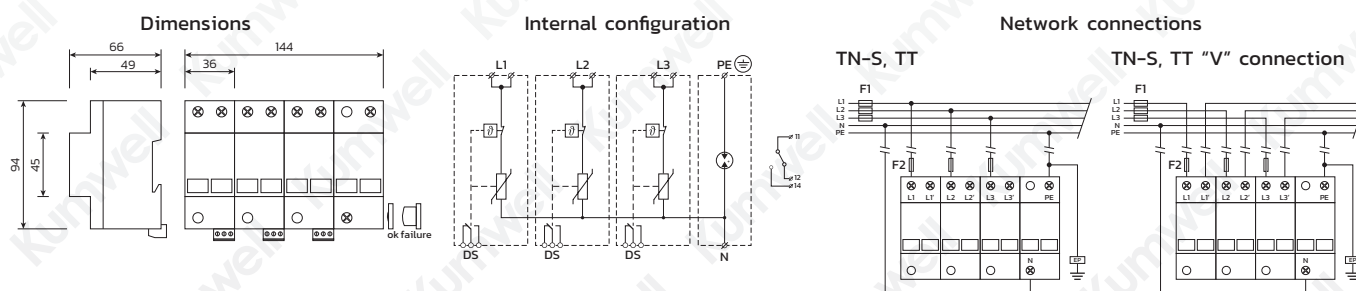 Dimensions
66
49
144
36
94
45
ok failure
Internal configuration
L1
L2
L3
PE
ϑ
ϑ
ϑ
DS
DS
DS
N
11
12
14
Network connections
TN-S, TT
F1
L1
L2
L3
N
PE
F2
L1 L1' L2 L2' L3 L3' PE
N
EP
TN-S, TT "V" connection
F1
L1
L2
L3
N
PE
F2
L1 L1' L2 L2' L3 L3' PE
N
EP
Kumwell